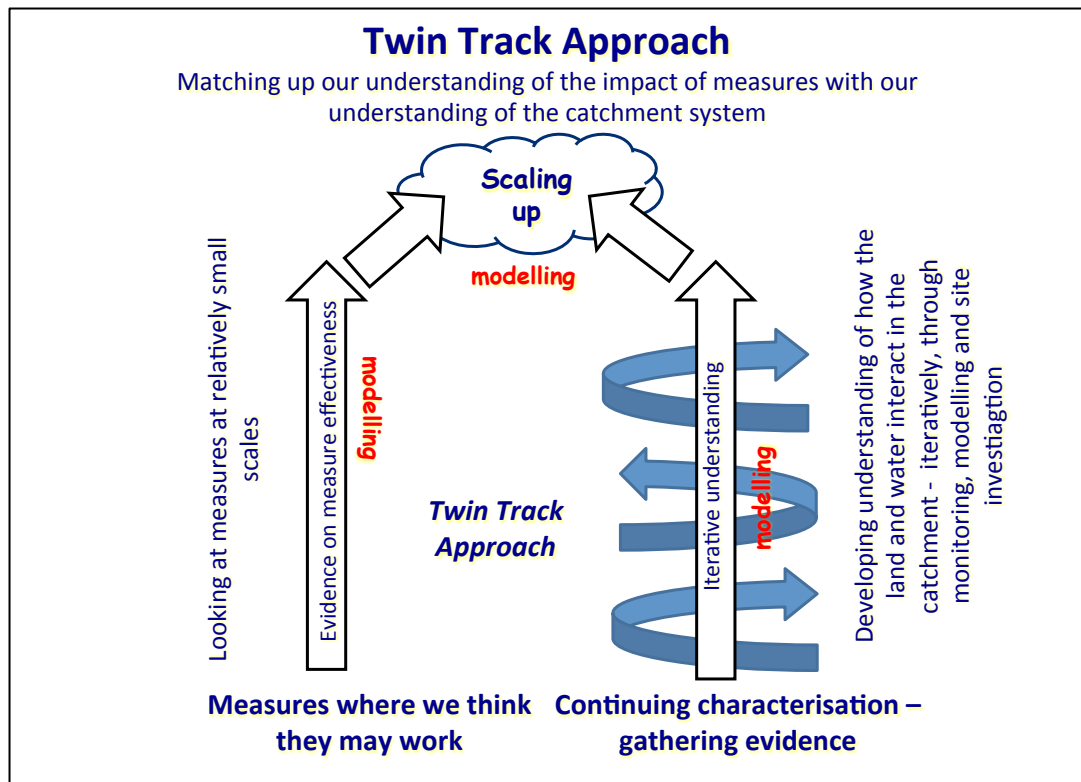 Twin Track Approach
Matching up our understanding of the impact of measures with our
understanding of the catchment system
Scaling
up
modelling
Looking at measures at relatively small
scales
Evidence on measure effectiveness
modelling
Twin Track
Approach
Iterative understanding
modelling
Developing understanding of how the
land and water interact in the
catchment - iteratively, through
monitoring, modelling and site
investiagtion
Measures where we think
they may work
Continuing characterisation –
gathering evidence